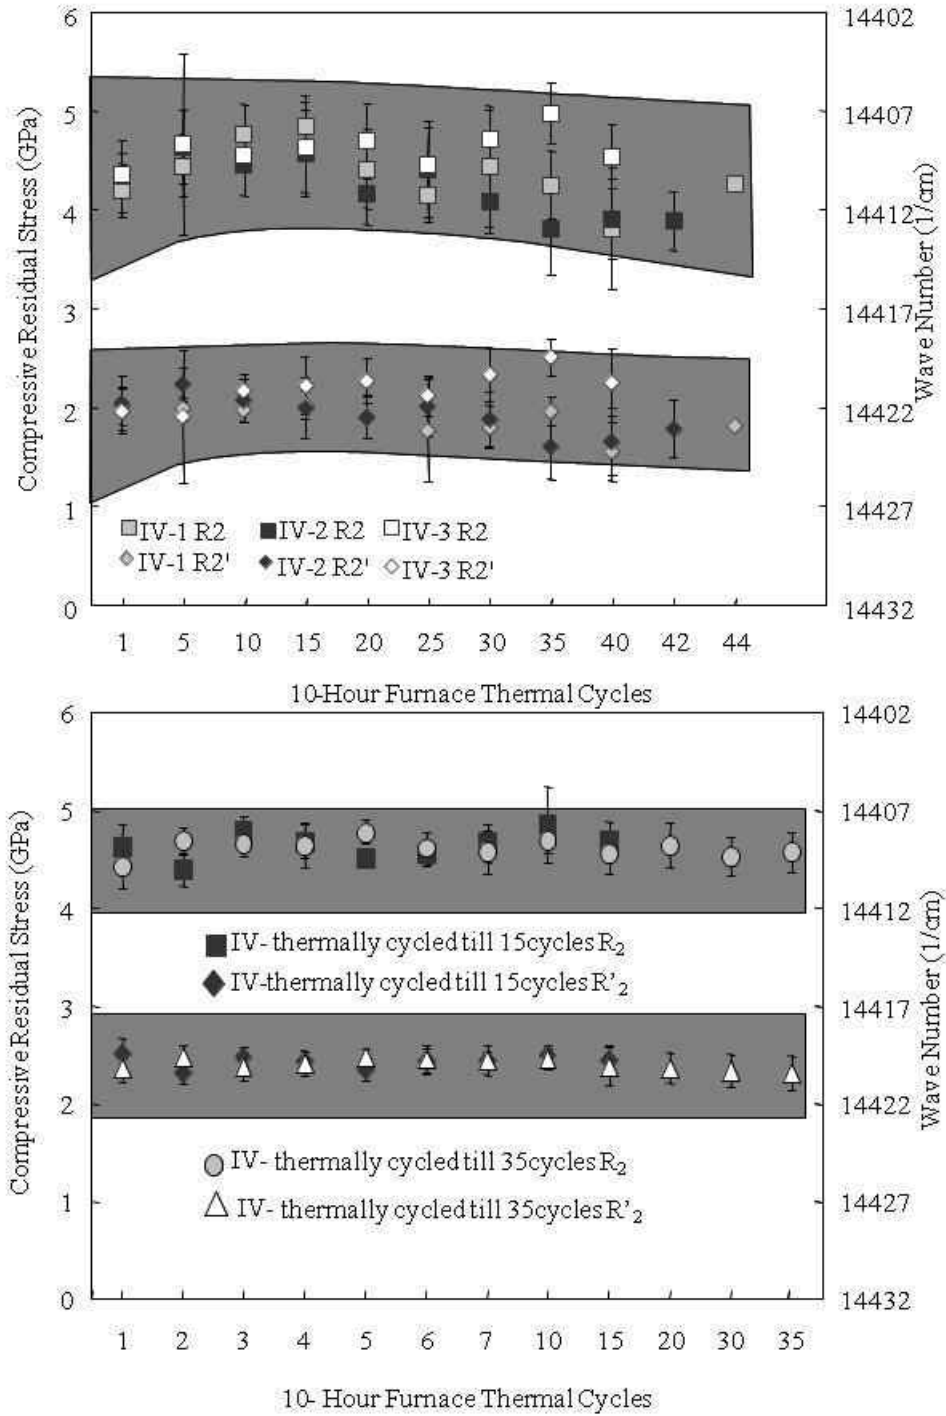 6
5
4
3
2
1
0
14402
14407
14412
14417
14422
14427
14432
Compressive Residual Stress (GPa)
Wave Number (1/cm)
IV-1 R2 IV-2 R2 IV-3 R2
IV-1 R2' IV-2 R2' IV-3 R2'
1 5 10 15 20 25 30 35 40 42 44
10-Hour Furnace Thermal Cycles
6
5
4
3
2
1
0
14402
14407
14412
14417
14422
14427
14432
Compressive Residual Stress (GPa)
Wave Number (1/cm)
IV- thermally cycled till 15cycles R2
IV-thermally cycled till 15cycles R'2
IV- thermally cycled till 35cycles R2
IV- thermally cycled till 35cycles R'2
1 2 3 4 5 6 7 10 15 20 30 35
10- Hour Furnace Thermal Cycles